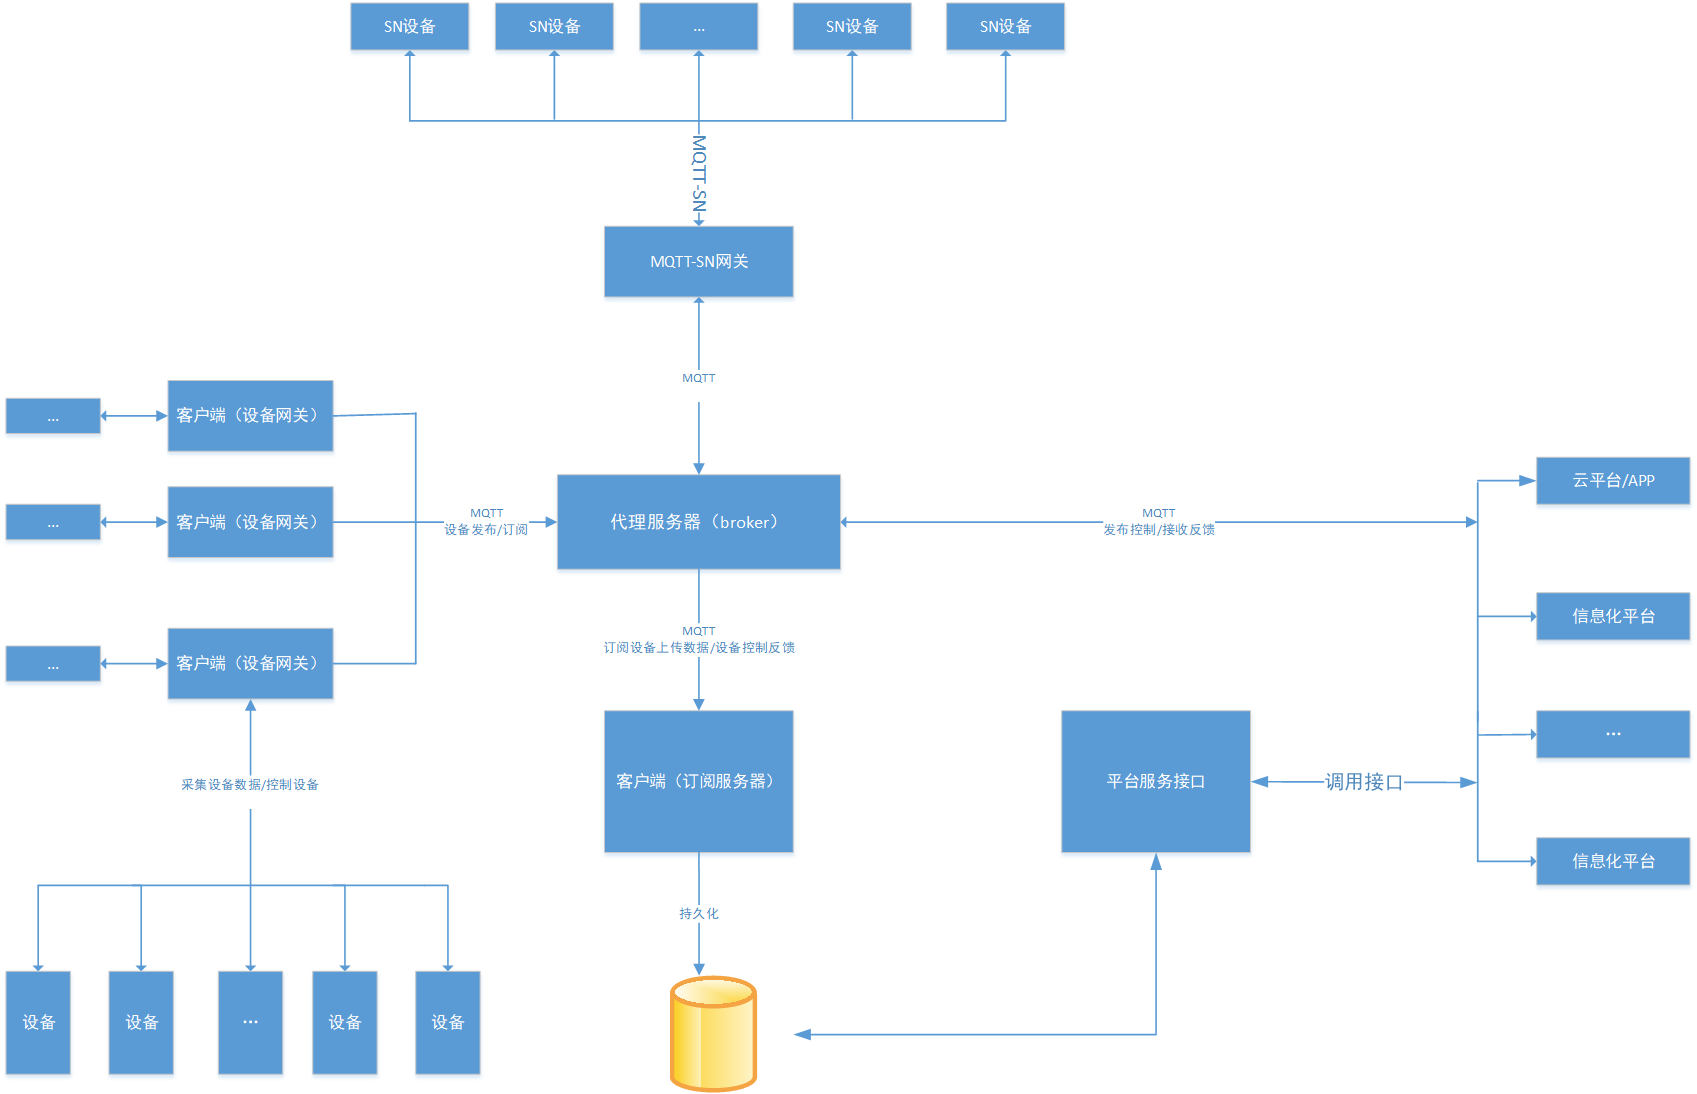 SN设备
SN设备
...
SN设备
SN设备
MQTT-SN
MQTT-SN网关
MQTT
...
客户端（设备网关）
...
客户端（设备网关）
MQTT
设备发布/订阅
代理服务器（broker）
MQTT
发布控制/接收反馈
云平台/APP
信息化平台
...
客户端（设备网关）
MQTT
订阅设备上传数据/设备控制反馈
...
采集设备数据/控制设备
客户端（订阅服务器）
平台服务接口
调用接口
信息化平台
持久化
设备
设备
...
设备
设备